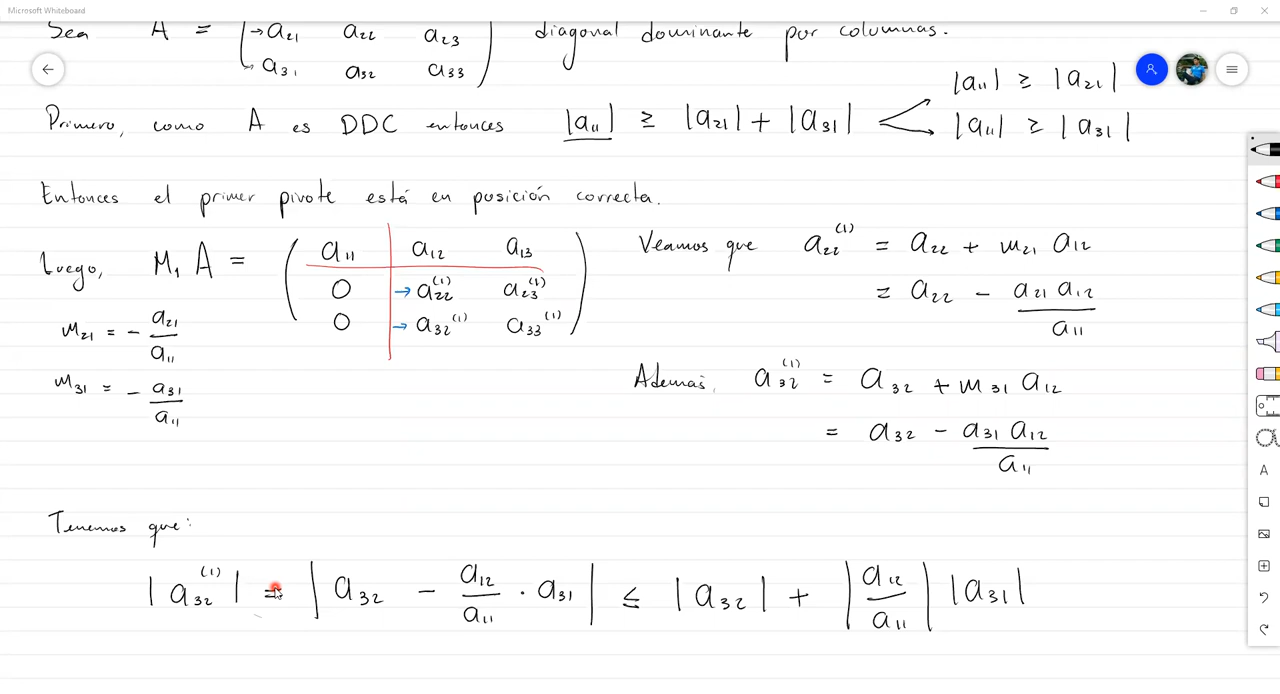 Microsoft Whiteboard
Sea A = ( → a21 a22 a23 ) diagonal dominante por columnas.
→ a31 a32 a33
|a11| ≥ |a21|
Primero, como A es DDC entonces |a11| ≥ |a21| + |a31|
|a11| ≥ |a31|
Entonces el primer pivote está en posición correcta.
Luego, M1 A = ( a11 a12 a13
0 → a22^(1) a23^(1)
0 → a32^(1) a33^(1) )
m21 = - a21 / a11
m31 = - a31 / a11
Veamos que a22^(1) = a22 + m21 a12
= a22 - a21 a12 / a11
Además, a32^(1) = a32 + m31 a12
= a32 - a31 a12 / a11
Tenemos que:
|a32^(1)| = |a32 - a12 / a11 · a31| ≤ |a32| + |a12 / a11| |a31|
A